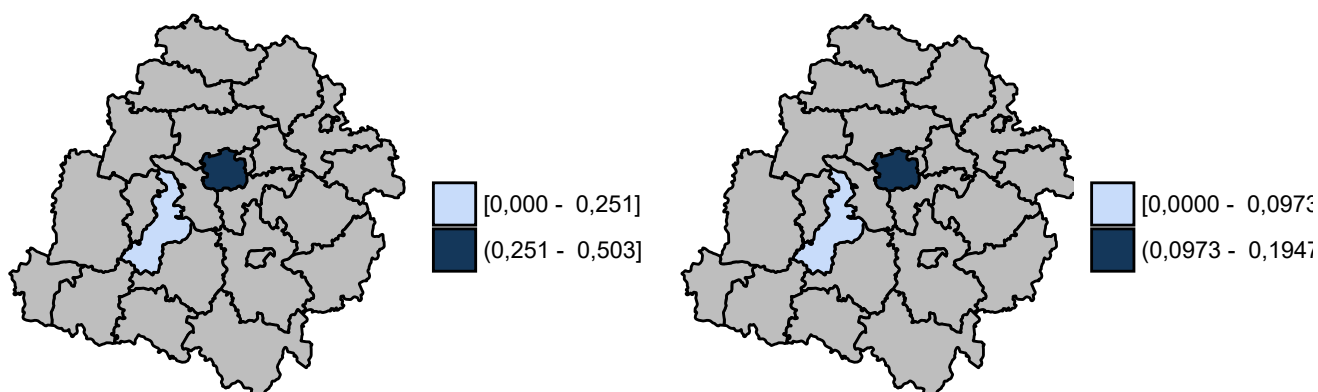 [0,000 - 0,251]
(0,251 - 0,503]
[0,0000 - 0,0973
(0,0973 - 0,1947